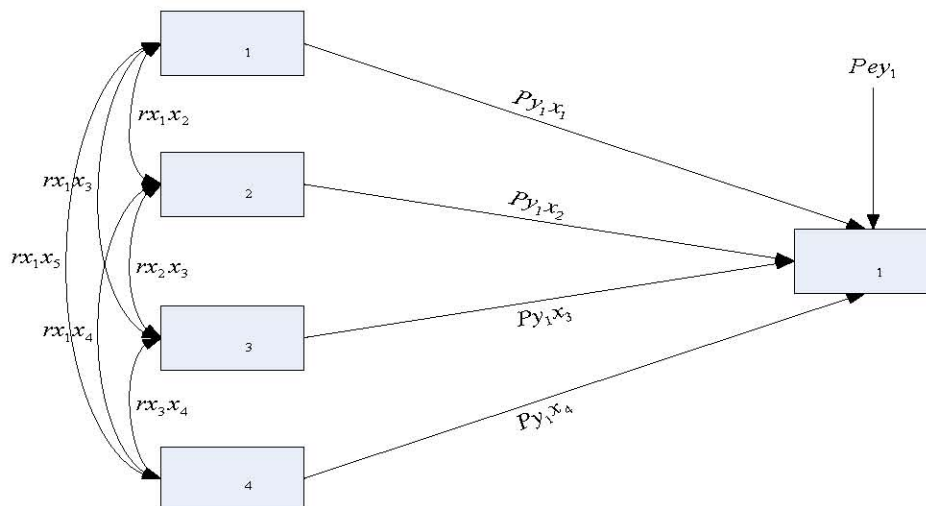 1
Pey₁
rx₁x₂
Py₁x₁
rx₁x₃
2
Py₁x₂
rx₁x₅
rx₂x₃
1
rx₁x₄
3
Py₁x₃
rx₃x₄
Py₁x₄
4